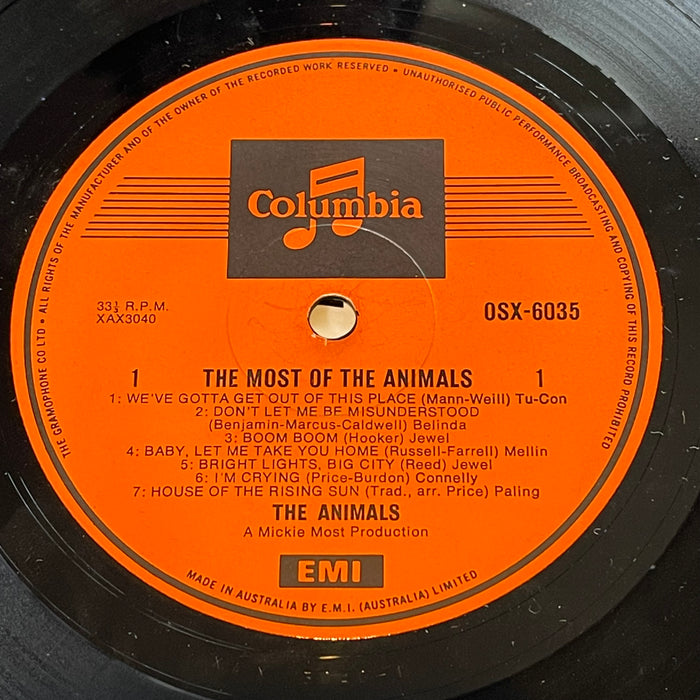 THE GRAMOPHONE CO LTD • ALL RIGHTS OF THE MANUFACTURER AND OF THE OWNER OF THE RECORDED WORK RESERVED • UNAUTHORISED PUBLIC PERFORMANCE BROADCASTING AND COPYING OF THIS RECORD PROHIBITED
Columbia
33⅓ R.P.M.
XAX3040
OSX-6035
1 THE MOST OF THE ANIMALS 1
1: WE'VE GOTTA GET OUT OF THIS PLACE (Mann-Weill) Tu-Con
2: DON'T LET ME BE MISUNDERSTOOD
(Benjamin-Marcus-Caldwell) Belinda
3: BOOM BOOM (Hooker) Jewel
4: BABY, LET ME TAKE YOU HOME (Russell-Farrell) Mellin
5: BRIGHT LIGHTS, BIG CITY (Reed) Jewel
6: I'M CRYING (Price-Burdon) Connelly
7: HOUSE OF THE RISING SUN (Trad., arr. Price) Paling
THE ANIMALS
A Mickie Most Production
EMI
MADE IN AUSTRALIA BY E.M.I. (AUSTRALIA) LIMITED